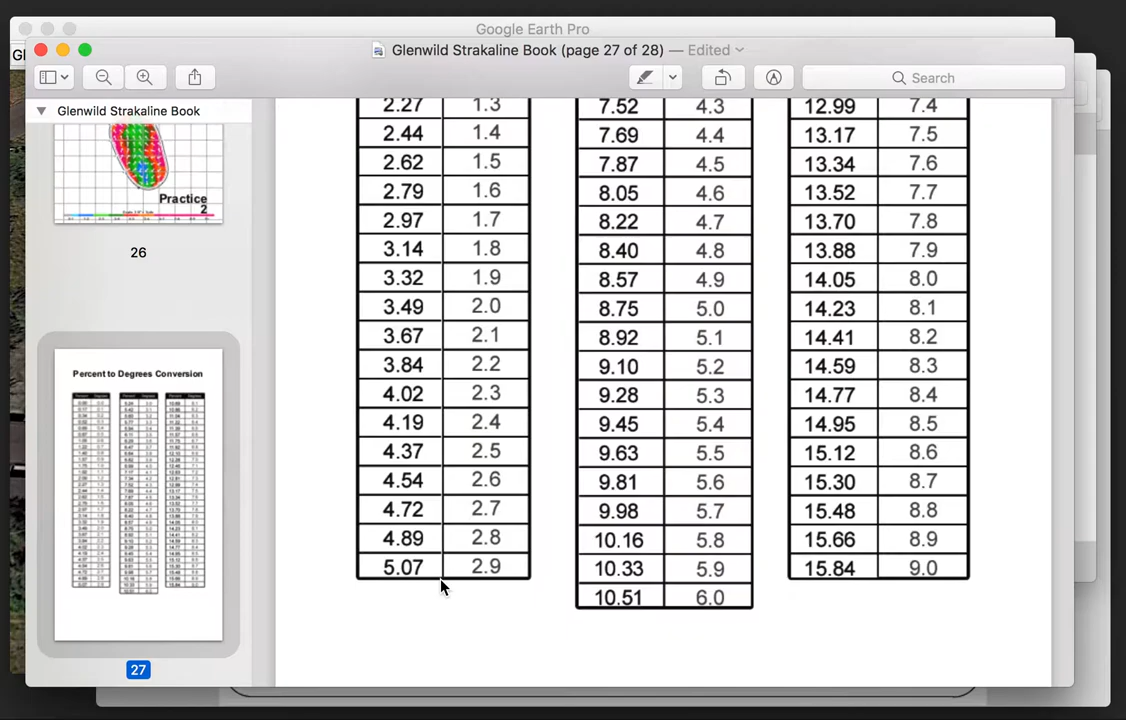 Google Earth Pro
Gl
Glenwild Strakaline Book (page 27 of 28) — Edited
Search
Glenwild Strakaline Book
Practice
2
26
Percent to Degrees Conversion
27
2.27 1.3 7.52 4.3 12.99 7.4
2.44 1.4 7.69 4.4 13.17 7.5
2.62 1.5 7.87 4.5 13.34 7.6
2.79 1.6 8.05 4.6 13.52 7.7
2.97 1.7 8.22 4.7 13.70 7.8
3.14 1.8 8.40 4.8 13.88 7.9
3.32 1.9 8.57 4.9 14.05 8.0
3.49 2.0 8.75 5.0 14.23 8.1
3.67 2.1 8.92 5.1 14.41 8.2
3.84 2.2 9.10 5.2 14.59 8.3
4.02 2.3 9.28 5.3 14.77 8.4
4.19 2.4 9.45 5.4 14.95 8.5
4.37 2.5 9.63 5.5 15.12 8.6
4.54 2.6 9.81 5.6 15.30 8.7
4.72 2.7 9.98 5.7 15.48 8.8
4.89 2.8 10.16 5.8 15.66 8.9
5.07 2.9 10.33 5.9 15.84 9.0
10.51 6.0